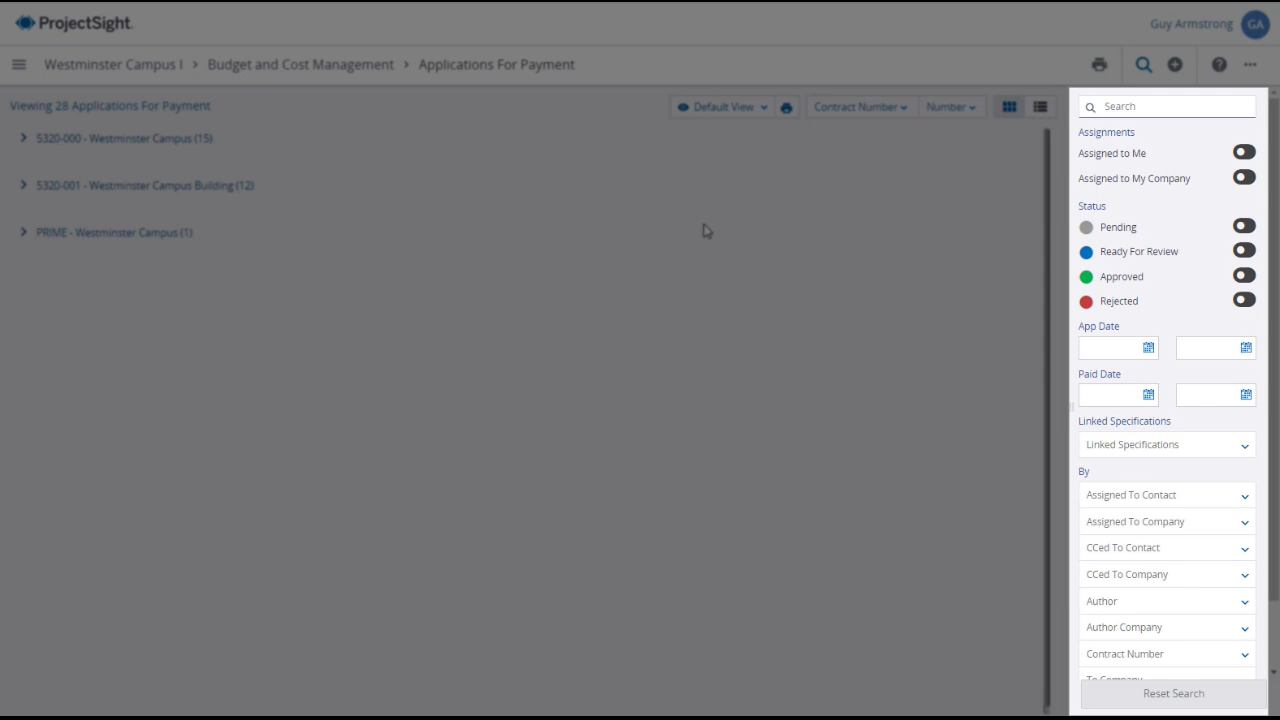 ProjectSight.
Guy Armstrong GA
Westminster Campus I > Budget and Cost Management > Applications For Payment
Viewing 28 Applications For Payment
Default View
Contract Number
Number
5320-000 - Westminster Campus (15)
5320-001 - Westminster Campus Building (12)
PRIME - Westminster Campus (1)
Search
Assignments
Assigned to Me
Assigned to My Company
Status
Pending
Ready For Review
Approved
Rejected
App Date
Paid Date
Linked Specifications
Linked Specifications
By
Assigned To Contact
Assigned To Company
CCed To Contact
CCed To Company
Author
Author Company
Contract Number
To Company
Reset Search